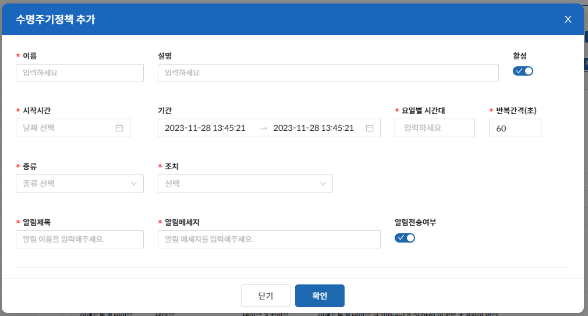 수명주기정책 추가
* 이름 설명 활성
입력하세요 입력하세요
* 시작시간 기간 * 요일별 시간대 * 반복간격(초)
날짜 선택 2023-11-28 13:45:21 → 2023-11-28 13:45:21 입력하세요 60
* 종류 * 조치
종류 선택 선택
* 알림제목 * 알림메세지 알림전송여부
알림 이름을 입력해주세요. 알림 메세지를 입력해주세요.
닫기 확인